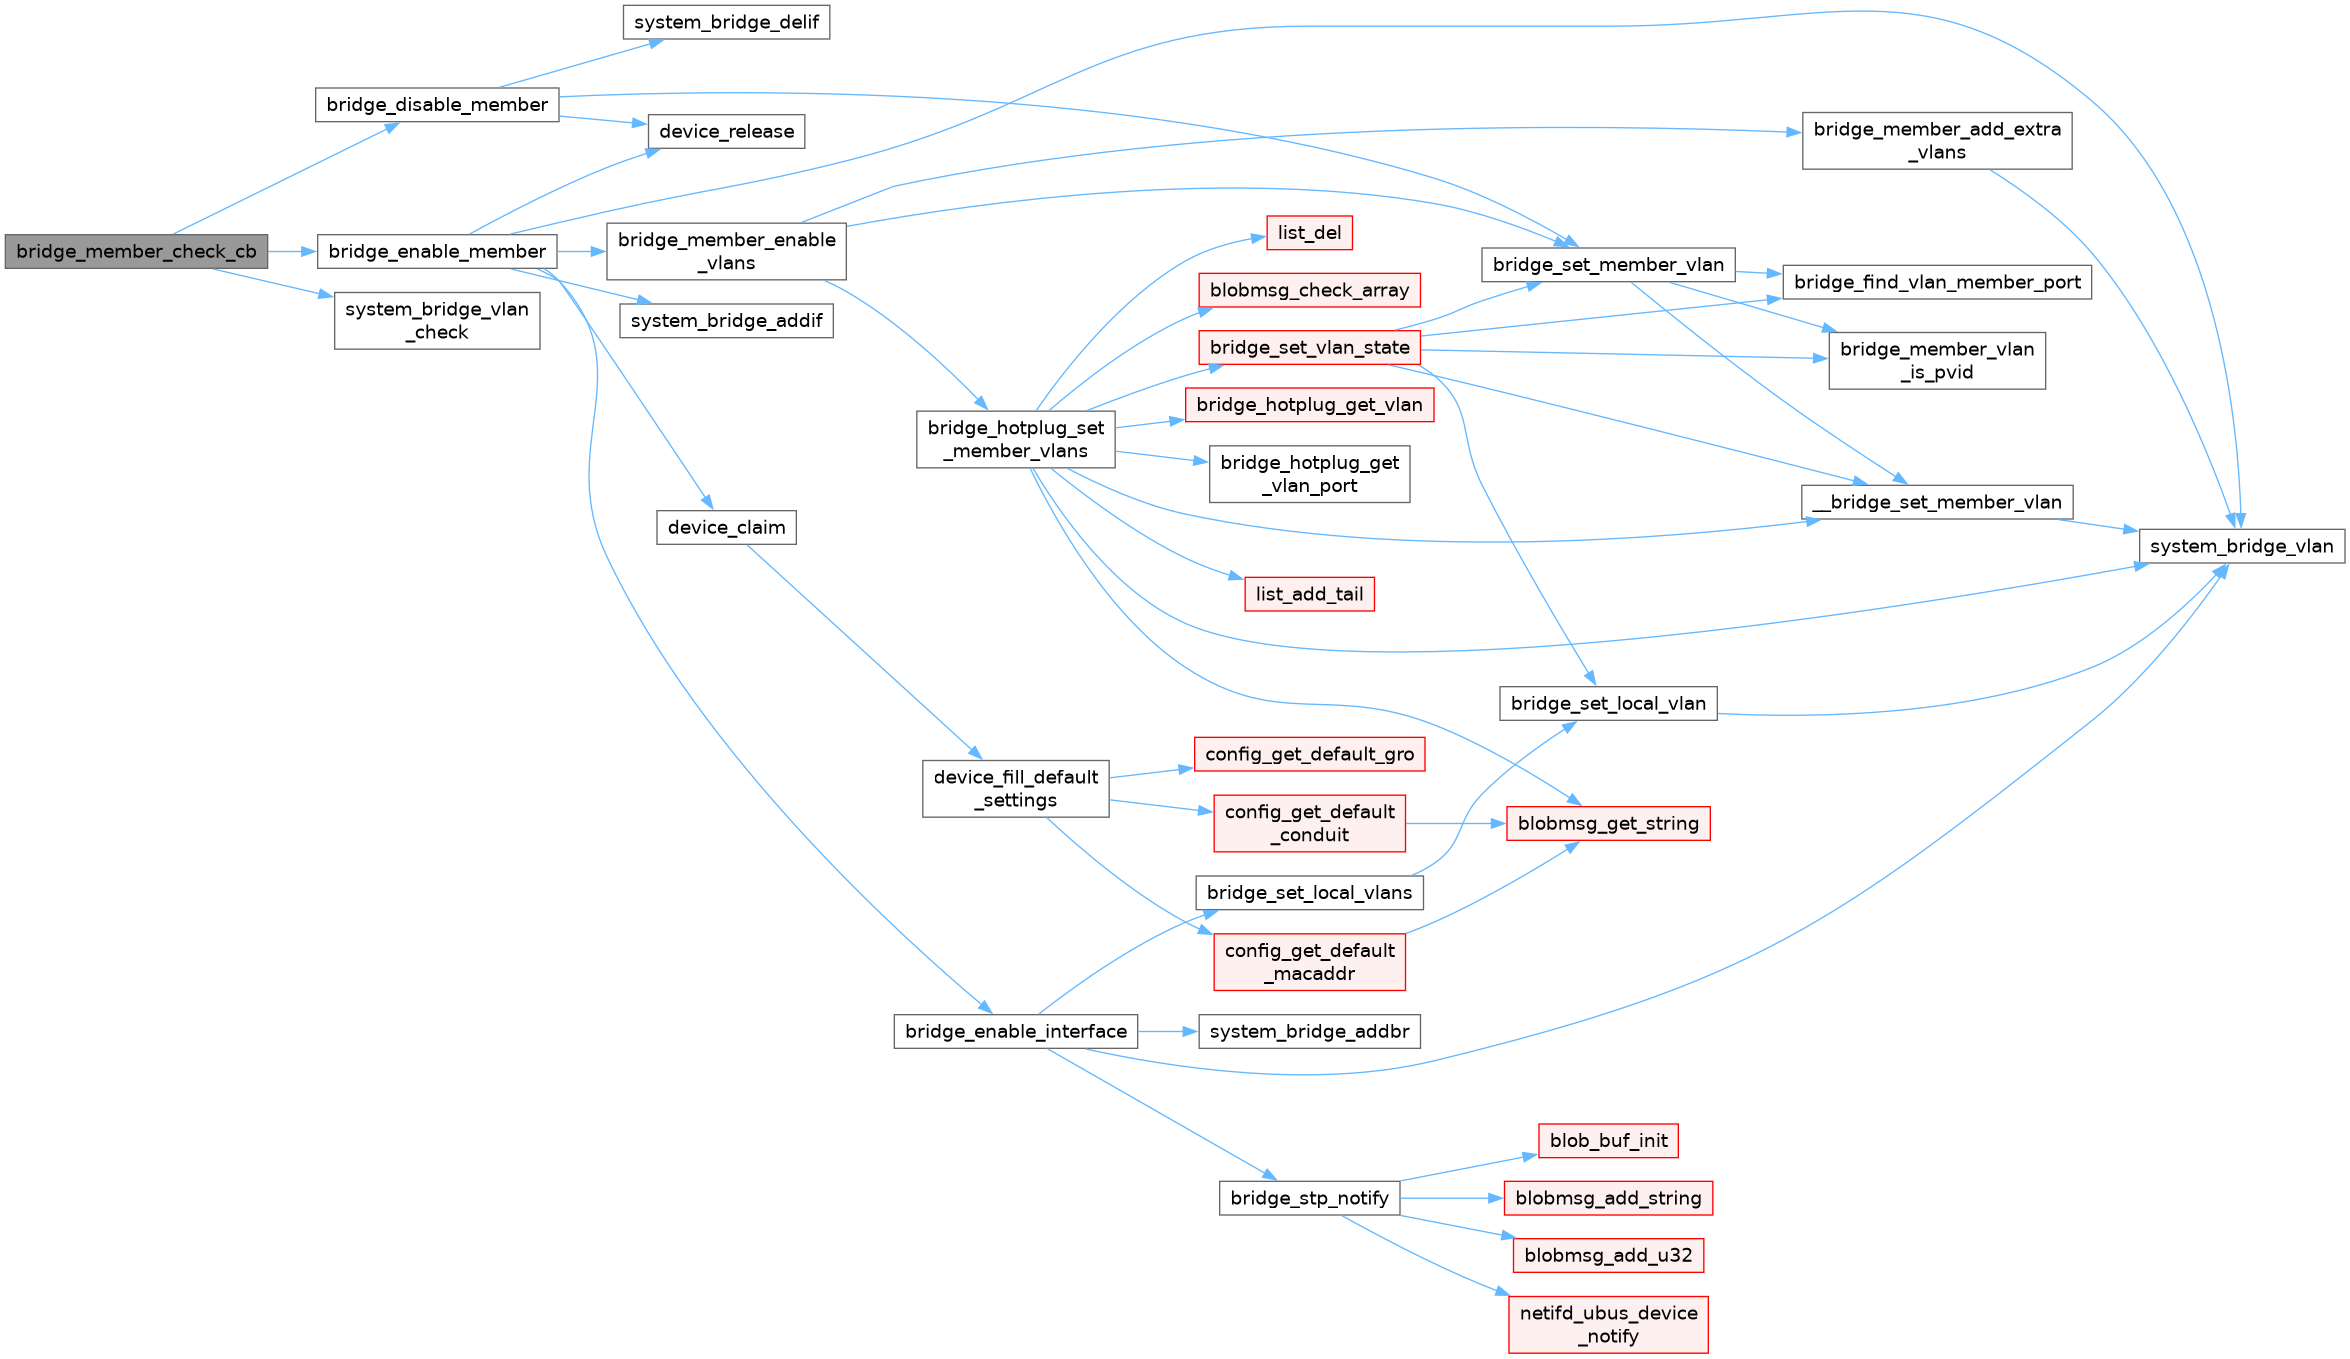 system_bridge_delif
bridge_disable_member
device_release
bridge_member_add_extra
_vlans
bridge_member_check_cb
bridge_enable_member
bridge_member_enable
_vlans
list_del
bridge_set_member_vlan
bridge_find_vlan_member_port
blobmsg_check_array
system_bridge_vlan
_check
system_bridge_addif
bridge_set_vlan_state
bridge_member_vlan
_is_pvid
bridge_hotplug_get_vlan
bridge_hotplug_set
_member_vlans
bridge_hotplug_get
_vlan_port
__bridge_set_member_vlan
device_claim
system_bridge_vlan
list_add_tail
bridge_set_local_vlan
config_get_default_gro
device_fill_default
_settings
config_get_default
_conduit
blobmsg_get_string
bridge_set_local_vlans
config_get_default
_macaddr
bridge_enable_interface
system_bridge_addbr
blob_buf_init
bridge_stp_notify
blobmsg_add_string
blobmsg_add_u32
netifd_ubus_device
_notify